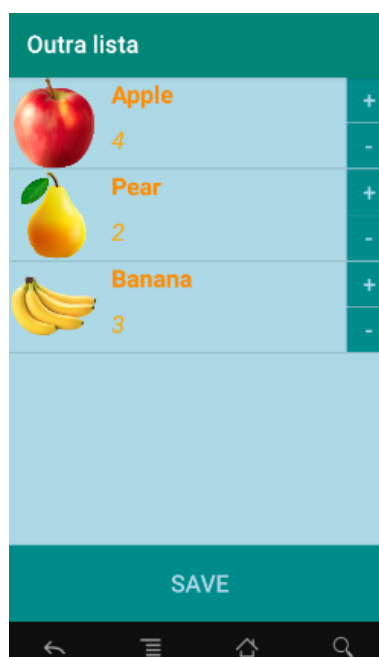 Outra lista
Apple
+
4
-
Pear
+
2
-
Banana
+
3
-
SAVE